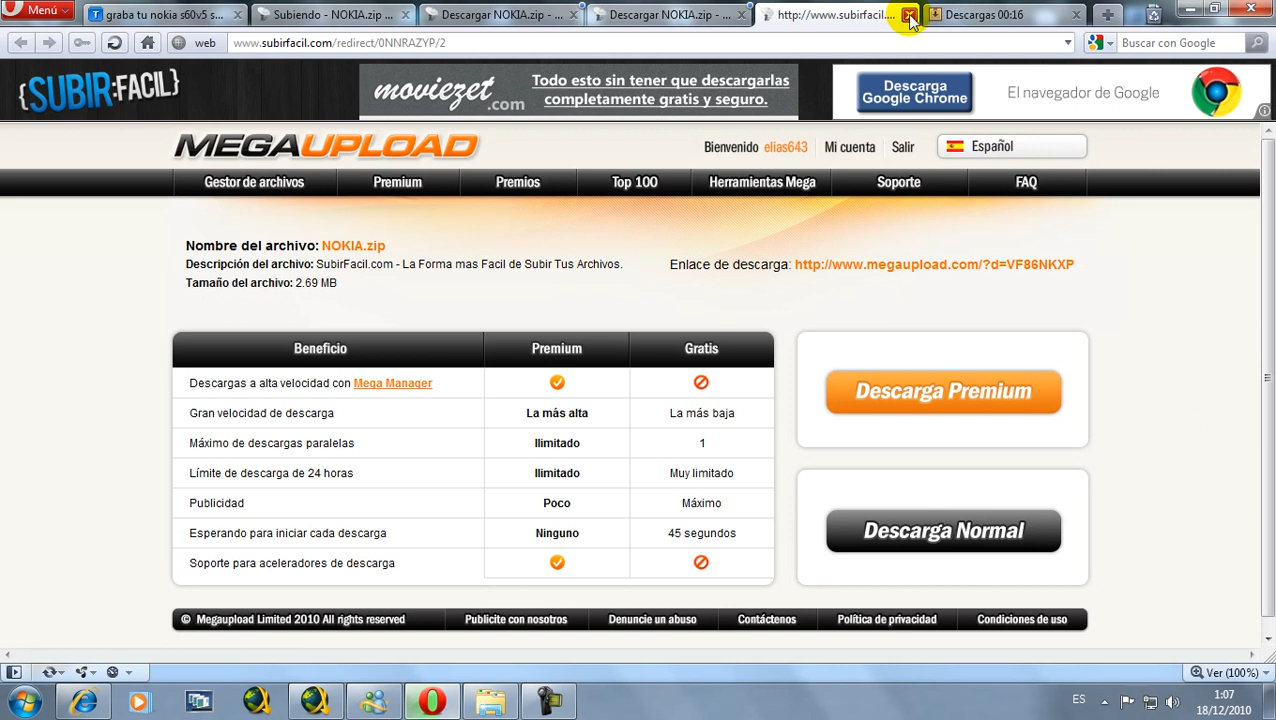 Menú
graba tu nokia s60v5 s...
Subiendo - NOKIA.zip ...
Descargar NOKIA.zip - ...
Descargar NOKIA.zip - ...
http://www.subirfacil....
Descargas 00:16
web
www.subirfacil.com/redirect/0NNRAZYP/2
Buscar con Google
{SUBIR:FACIL}
moviezet.com
Todo esto sin tener que descargarlas
completamente gratis y seguro.
Descarga
Google Chrome
El navegador de Google
MEGAUPLOAD
Bienvenido elias643 Mi cuenta Salir
Español
Gestor de archivos Premium Premios Top 100 Herramientas Mega Soporte FAQ
Nombre del archivo: NOKIA.zip
Descripción del archivo: SubirFacil.com - La Forma mas Facil de Subir Tus Archivos.
Enlace de descarga: http://www.megaupload.com/?d=VF86NKXP
Tamaño del archivo: 2.69 MB
Beneficio Premium Gratis
Descargas a alta velocidad con Mega Manager
Gran velocidad de descarga La más alta La más baja
Máximo de descargas paralelas Ilimitado 1
Límite de descarga de 24 horas Ilimitado Muy limitado
Publicidad Poco Máximo
Esperando para iniciar cada descarga Ninguno 45 segundos
Soporte para aceleradores de descarga
Descarga Premium
Descarga Normal
© Megaupload Limited 2010 All rights reserved Publicite con nosotros Denuncie un abuso Contáctenos Política de privacidad Condiciones de uso
Ver (100%)
ES
1:07
18/12/2010